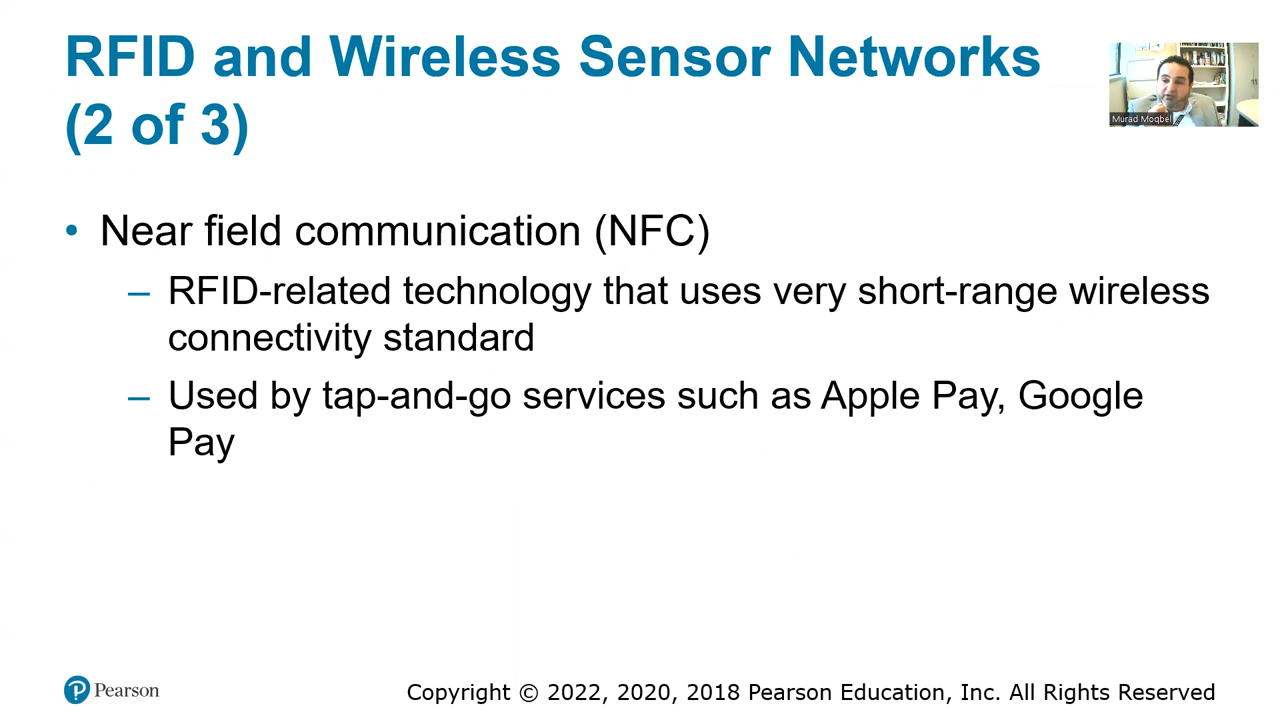 RFID and Wireless Sensor Networks
(2 of 3)
Murad Moqbel
• Near field communication (NFC)
– RFID-related technology that uses very short-range wireless
connectivity standard
– Used by tap-and-go services such as Apple Pay, Google
Pay
Pearson
Copyright © 2022, 2020, 2018 Pearson Education, Inc. All Rights Reserved